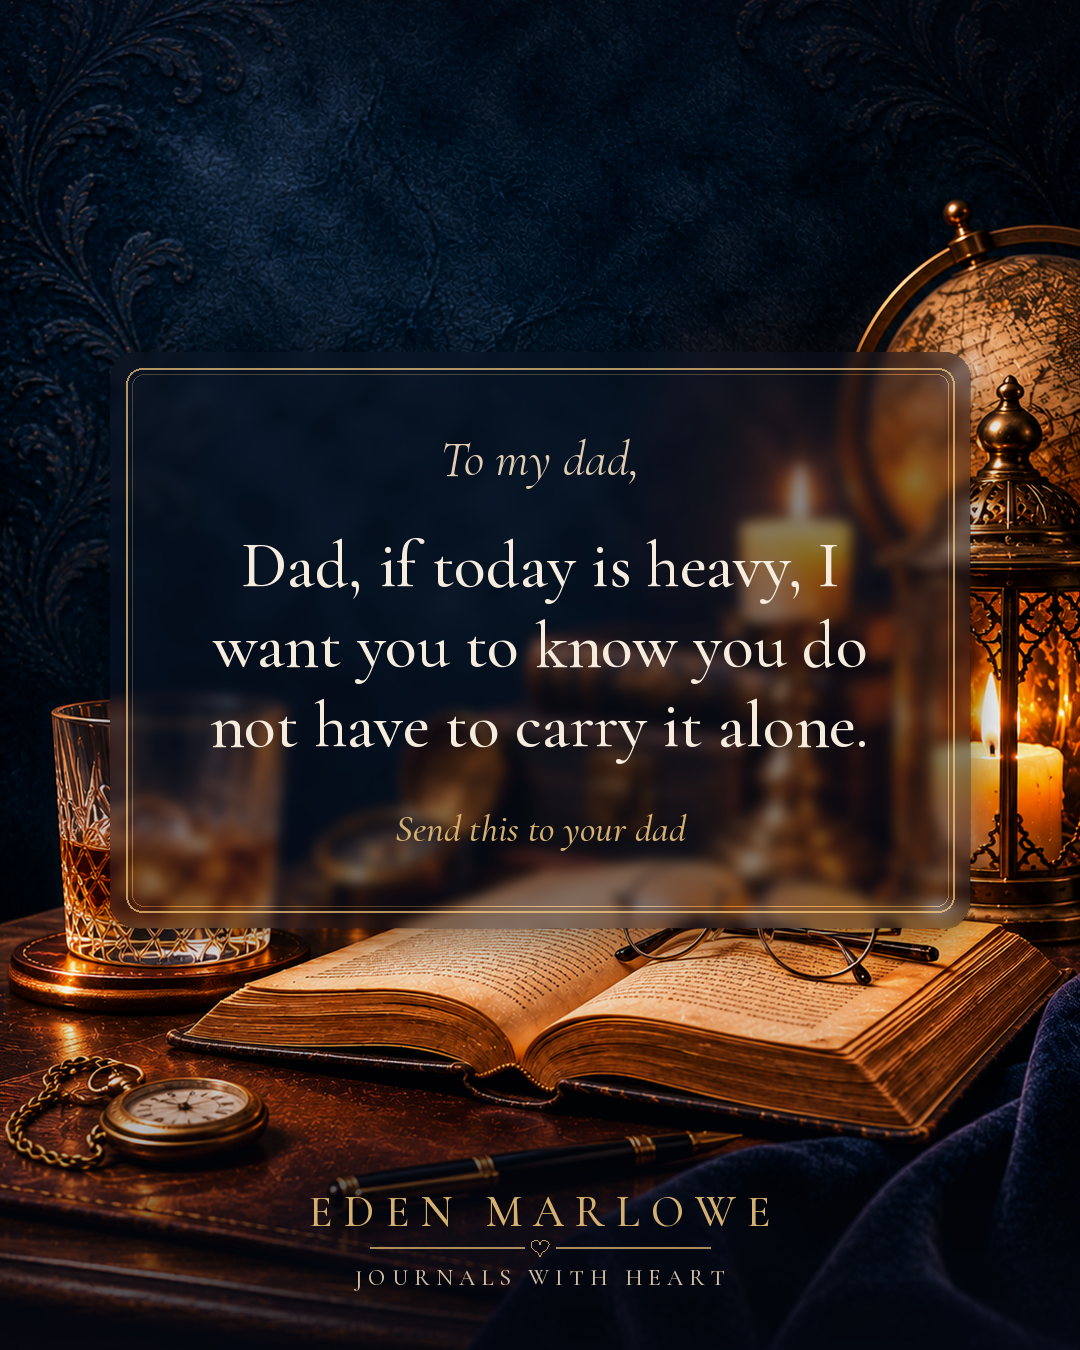 To my dad,
Dad, if today is heavy, I
want you to know you do
not have to carry it alone.
Send this to your dad
EDEN MARLOWE
JOURNALS WITH HEART